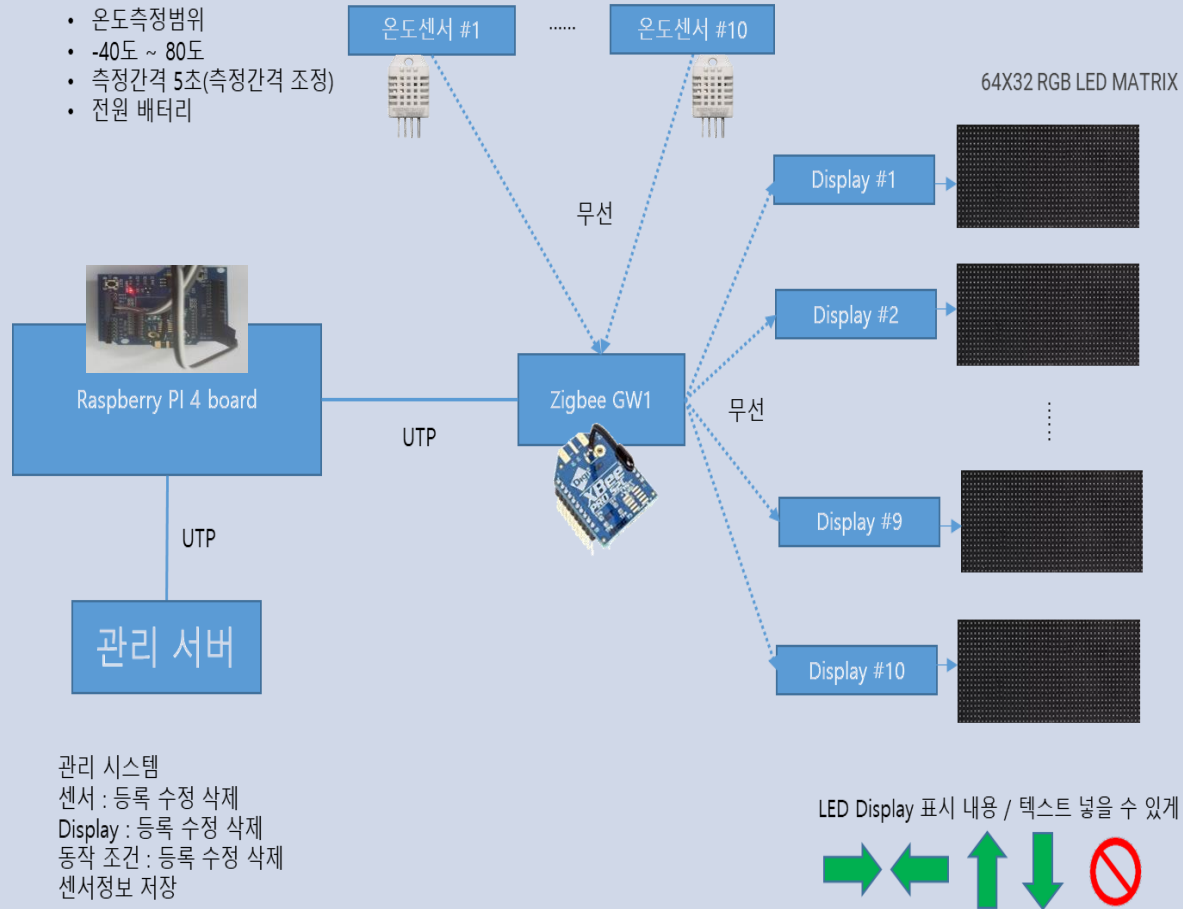 • 온도측정범위
• -40도 ~ 80도
• 측정간격 5초(측정간격 조정)
• 전원 배터리
온도센서 #1
......
온도센서 #10
64X32 RGB LED MATRIX
Display #1
무선
Display #2
Raspberry PI 4 board
UTP
Zigbee GW1
무선
Digi
XBee
PRO
Display #9
UTP
관리 서버
Display #10
관리 시스템
센서 : 등록 수정 삭제
Display : 등록 수정 삭제
동작 조건 : 등록 수정 삭제
센서정보 저장
LED Display 표시 내용 / 텍스트 넣을 수 있게